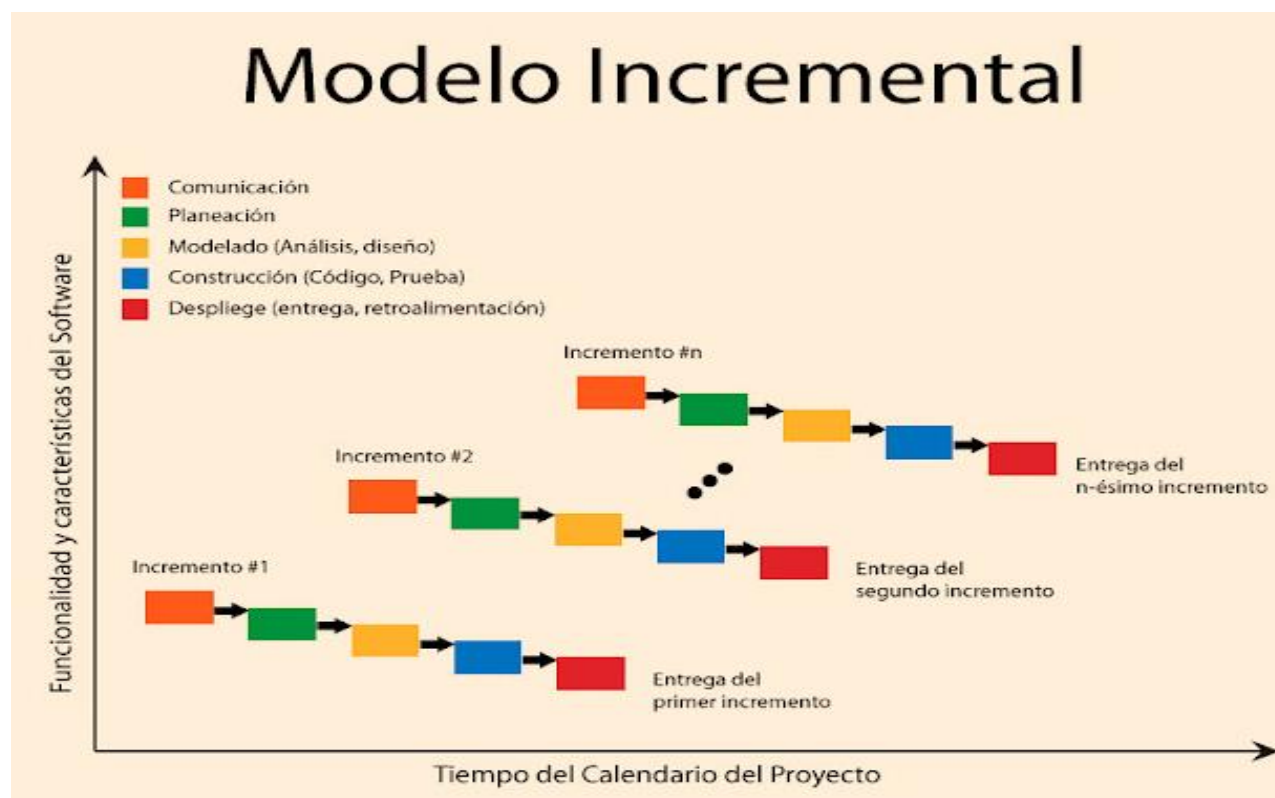 Modelo Incremental
Comunicación
Planeación
Modelado (Análisis, diseño)
Construcción (Código, Prueba)
Despliege (entrega, retroalimentación)
Funcionalidad y características del Software
Incremento #n
Entrega del
n-ésimo incremento
Incremento #2
Entrega del
segundo incremento
Incremento #1
Entrega del
primer incremento
Tiempo del Calendario del Proyecto